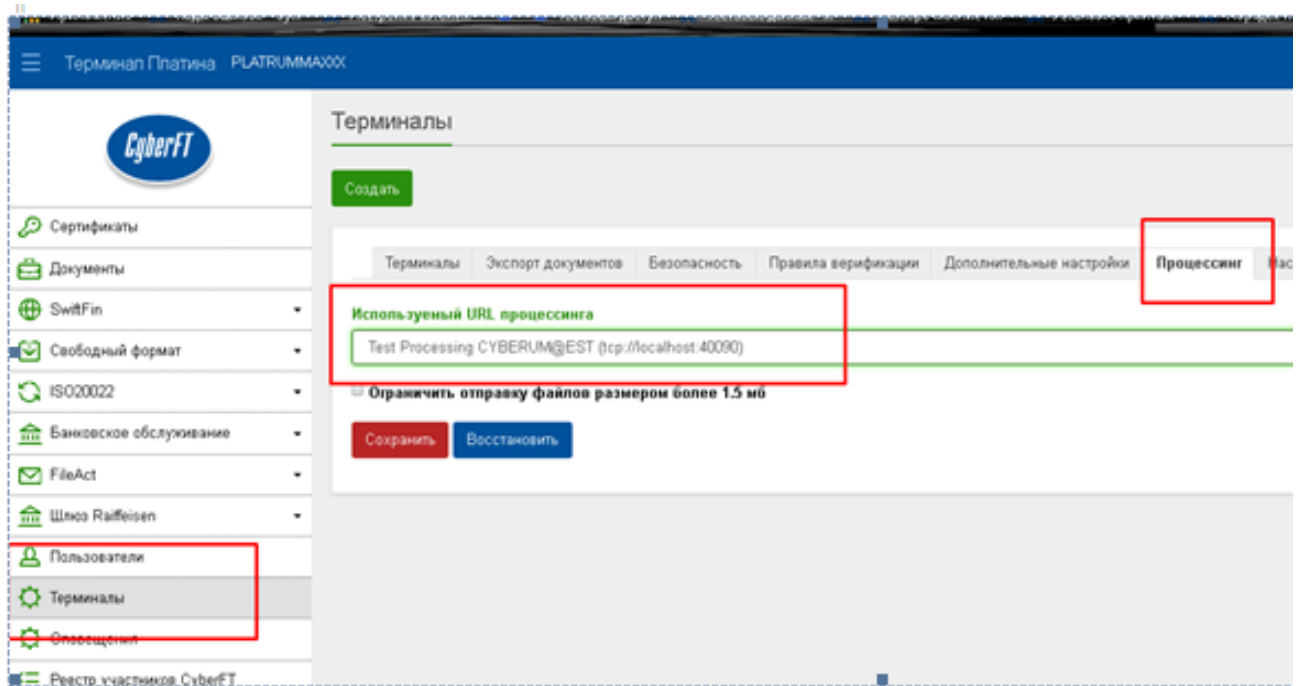 Терминал Платина PLATRUMMAXXX
CyberFT
Терминалы
Создать
Сертификаты
Документы
SwiftFin
Свободный формат
ISO20022
Банковское обслуживание
FileAct
Шлюз Raiffeisen
Пользователи
Терминалы
Оповещения
Реестр участников CyberFT
Терминалы Экспорт документов Безопасность Правила верификации Дополнительные настройки Процессинг
Используемый URL процессинга
Test Processing CYBERUM@EST (tcp://localhost:40090)
Ограничить отправку файлов размером более 1.5 мб
Сохранить Восстановить